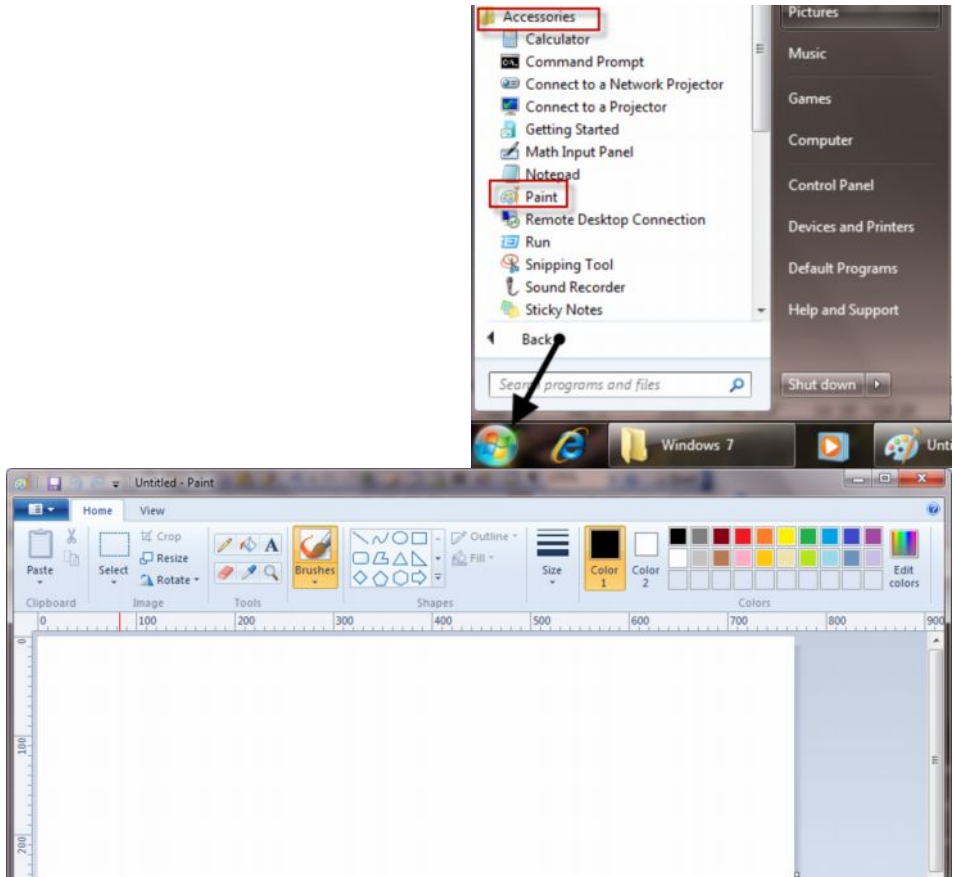 Accessories
Calculator
Command Prompt
Connect to a Network Projector
Connect to a Projector
Getting Started
Math Input Panel
Notepad
Paint
Remote Desktop Connection
Run
Snipping Tool
Sound Recorder
Sticky Notes
Back
Search programs and files
Pictures
Music
Games
Computer
Control Panel
Devices and Printers
Default Programs
Help and Support
Shut down
Windows 7
Unti
Untitled - Paint
Home View
Paste
Clipboard
Select
Crop
Resize
Rotate
Image
A
Tools
Brushes
Outline
Fill
Shapes
Size
Color 1
Color 2
Edit colors
Colors
0 100 200 300 400 500 600 700 800 900
0
100
200